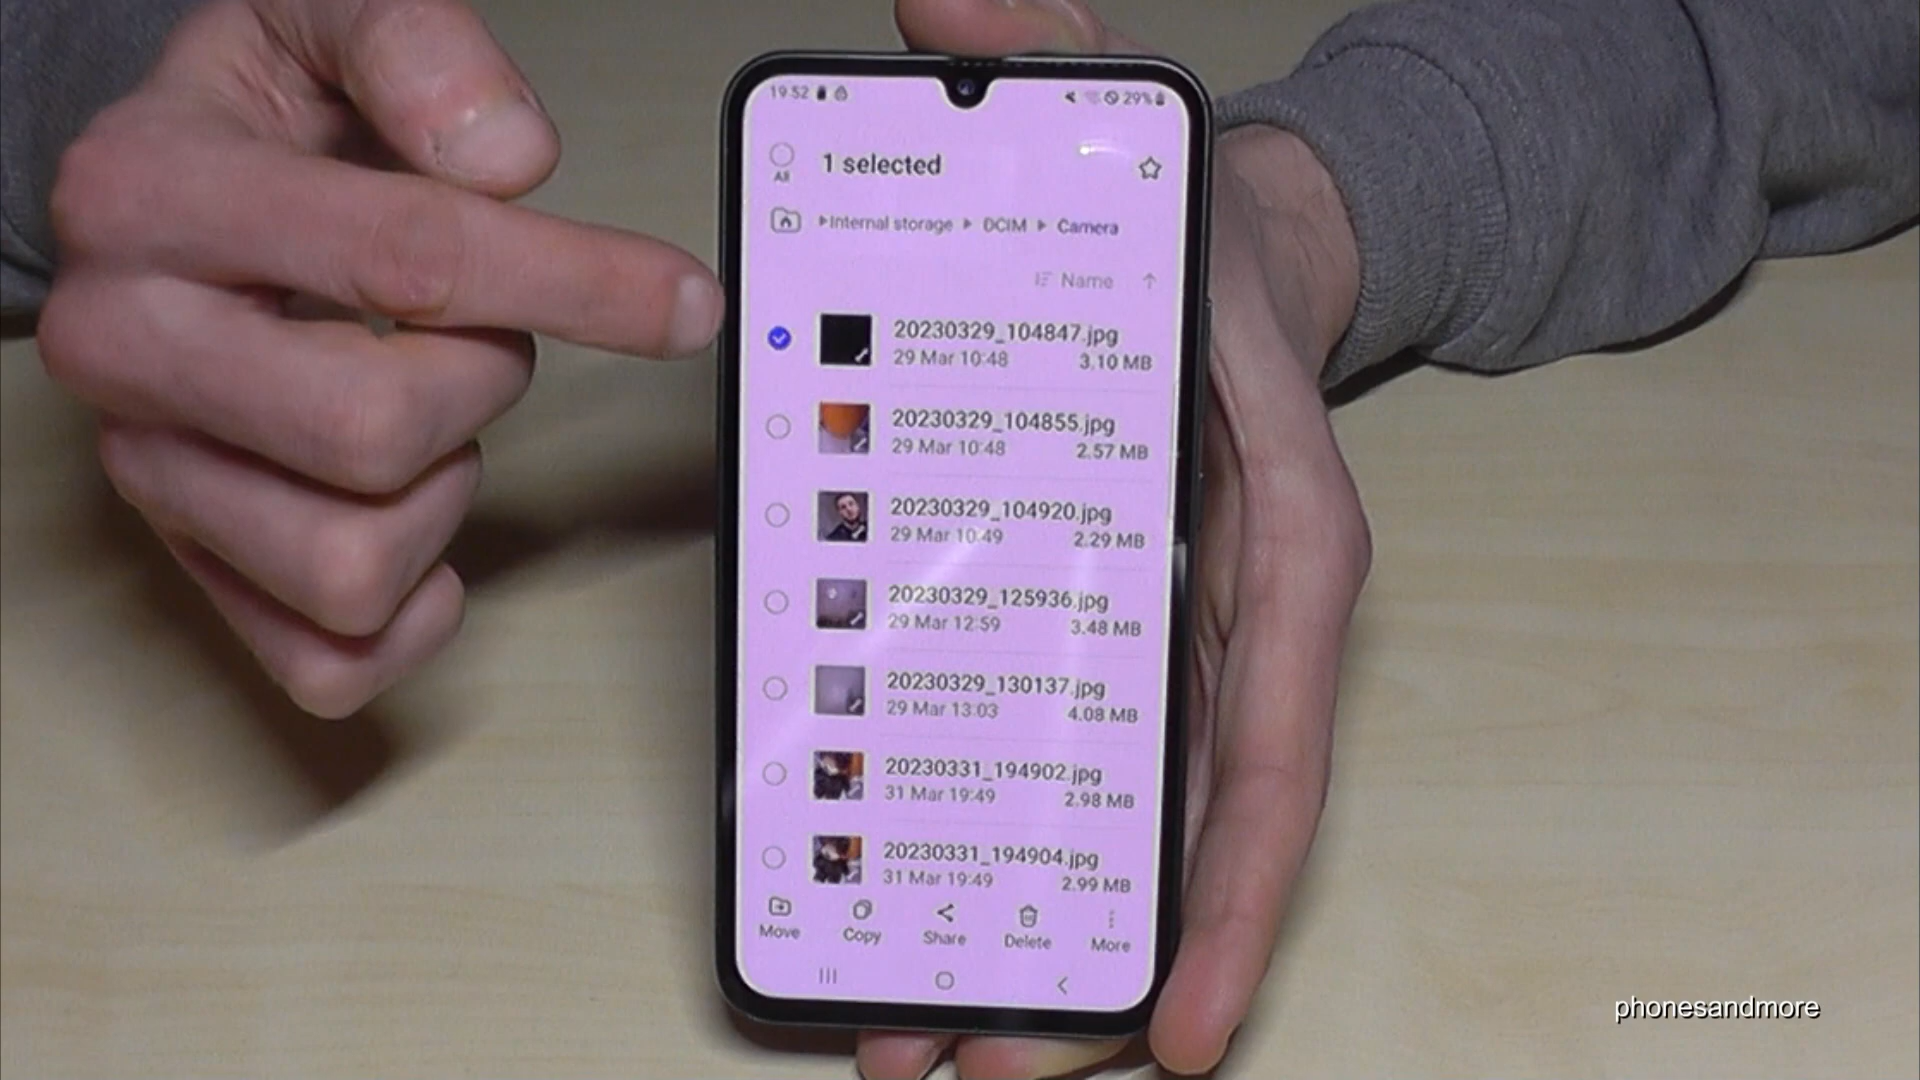 19:52 29%
All 1 selected
Internal storage DCIM Camera
Name
20230329_104847.jpg
29 Mar 10:48 3.10 MB
20230329_104855.jpg
29 Mar 10:48 2.57 MB
20230329_104920.jpg
29 Mar 10:49 2.29 MB
20230329_125936.jpg
29 Mar 12:59 3.48 MB
20230329_130137.jpg
29 Mar 13:03 4.08 MB
20230331_194902.jpg
31 Mar 19:49 2.98 MB
20230331_194904.jpg
31 Mar 19:49 2.99 MB
Move Copy Share Delete More
phonesandmore